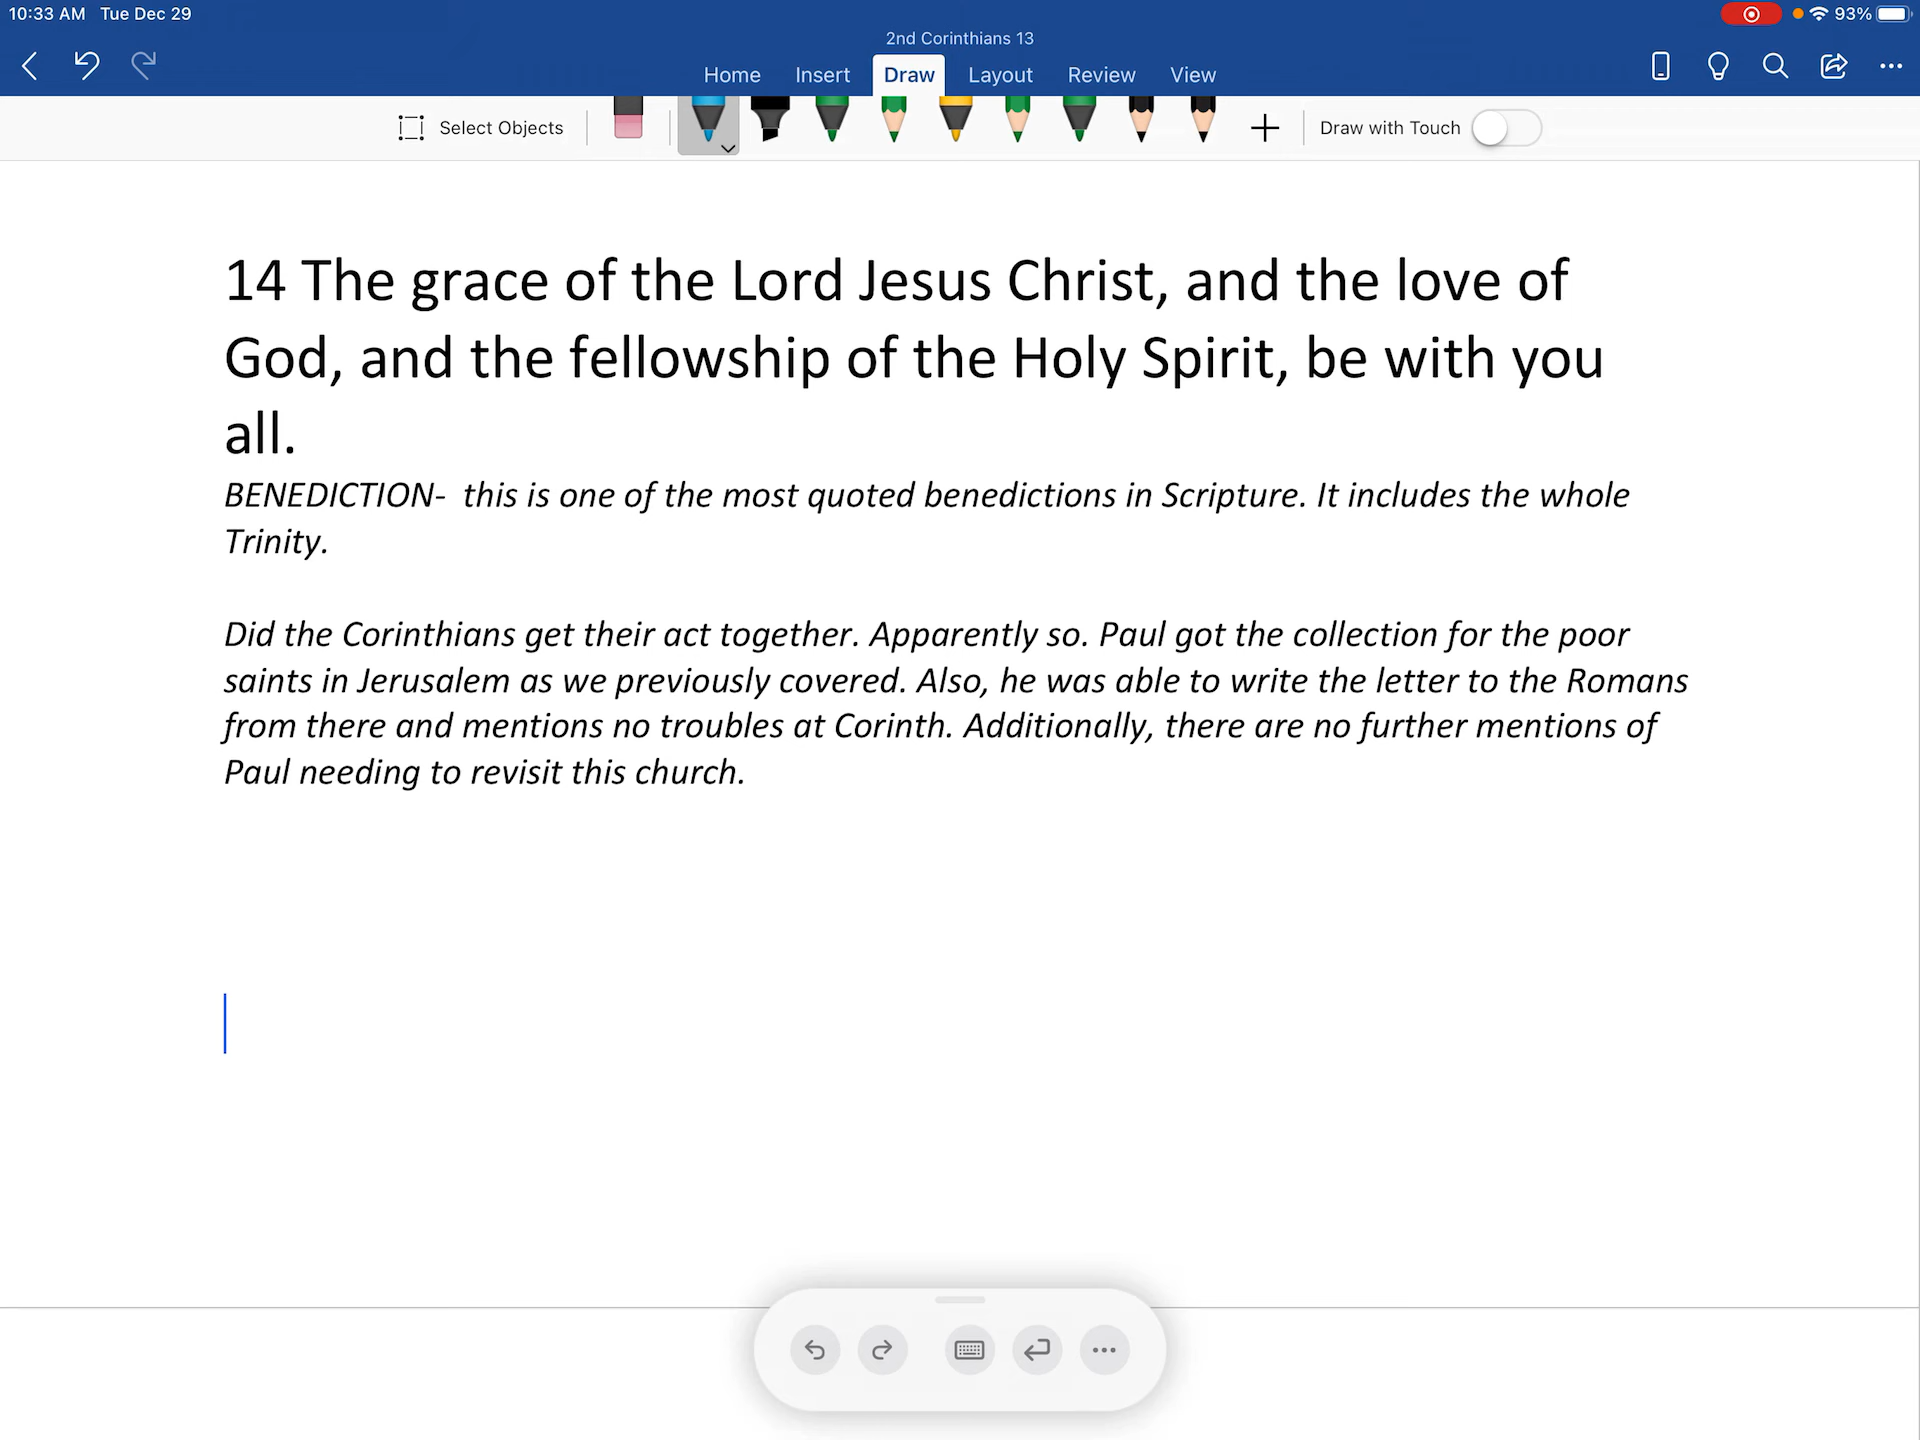 10:33 AM Tue Dec 29
93%
2nd Corinthians 13
Home Insert Draw Layout Review View
Select Objects
Draw with Touch
14 The grace of the Lord Jesus Christ, and the love of
God, and the fellowship of the Holy Spirit, be with you
all.
BENEDICTION-  this is one of the most quoted benedictions in Scripture. It includes the whole
Trinity.
Did the Corinthians get their act together. Apparently so. Paul got the collection for the poor
saints in Jerusalem as we previously covered. Also, he was able to write the letter to the Romans
from there and mentions no troubles at Corinth. Additionally, there are no further mentions of
Paul needing to revisit this church.